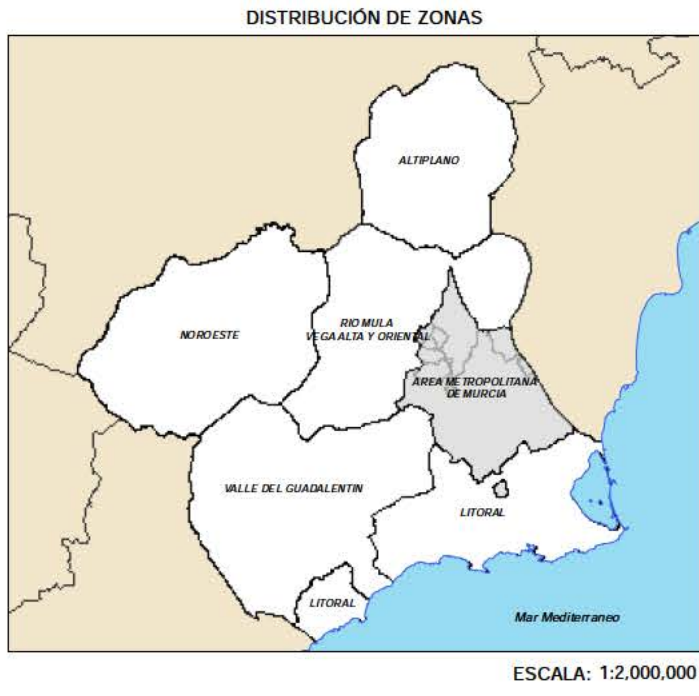 DISTRIBUCIÓN DE ZONAS
ALTIPLANO
NOROESTE
RIO MULA
VEGA ALTA Y ORIENTAL
AREA METROPOLITANA
DE MURCIA
VALLE DEL GUADALENTIN
LITORAL
LITORAL
Mar Mediterraneo
ESCALA: 1:2,000,000